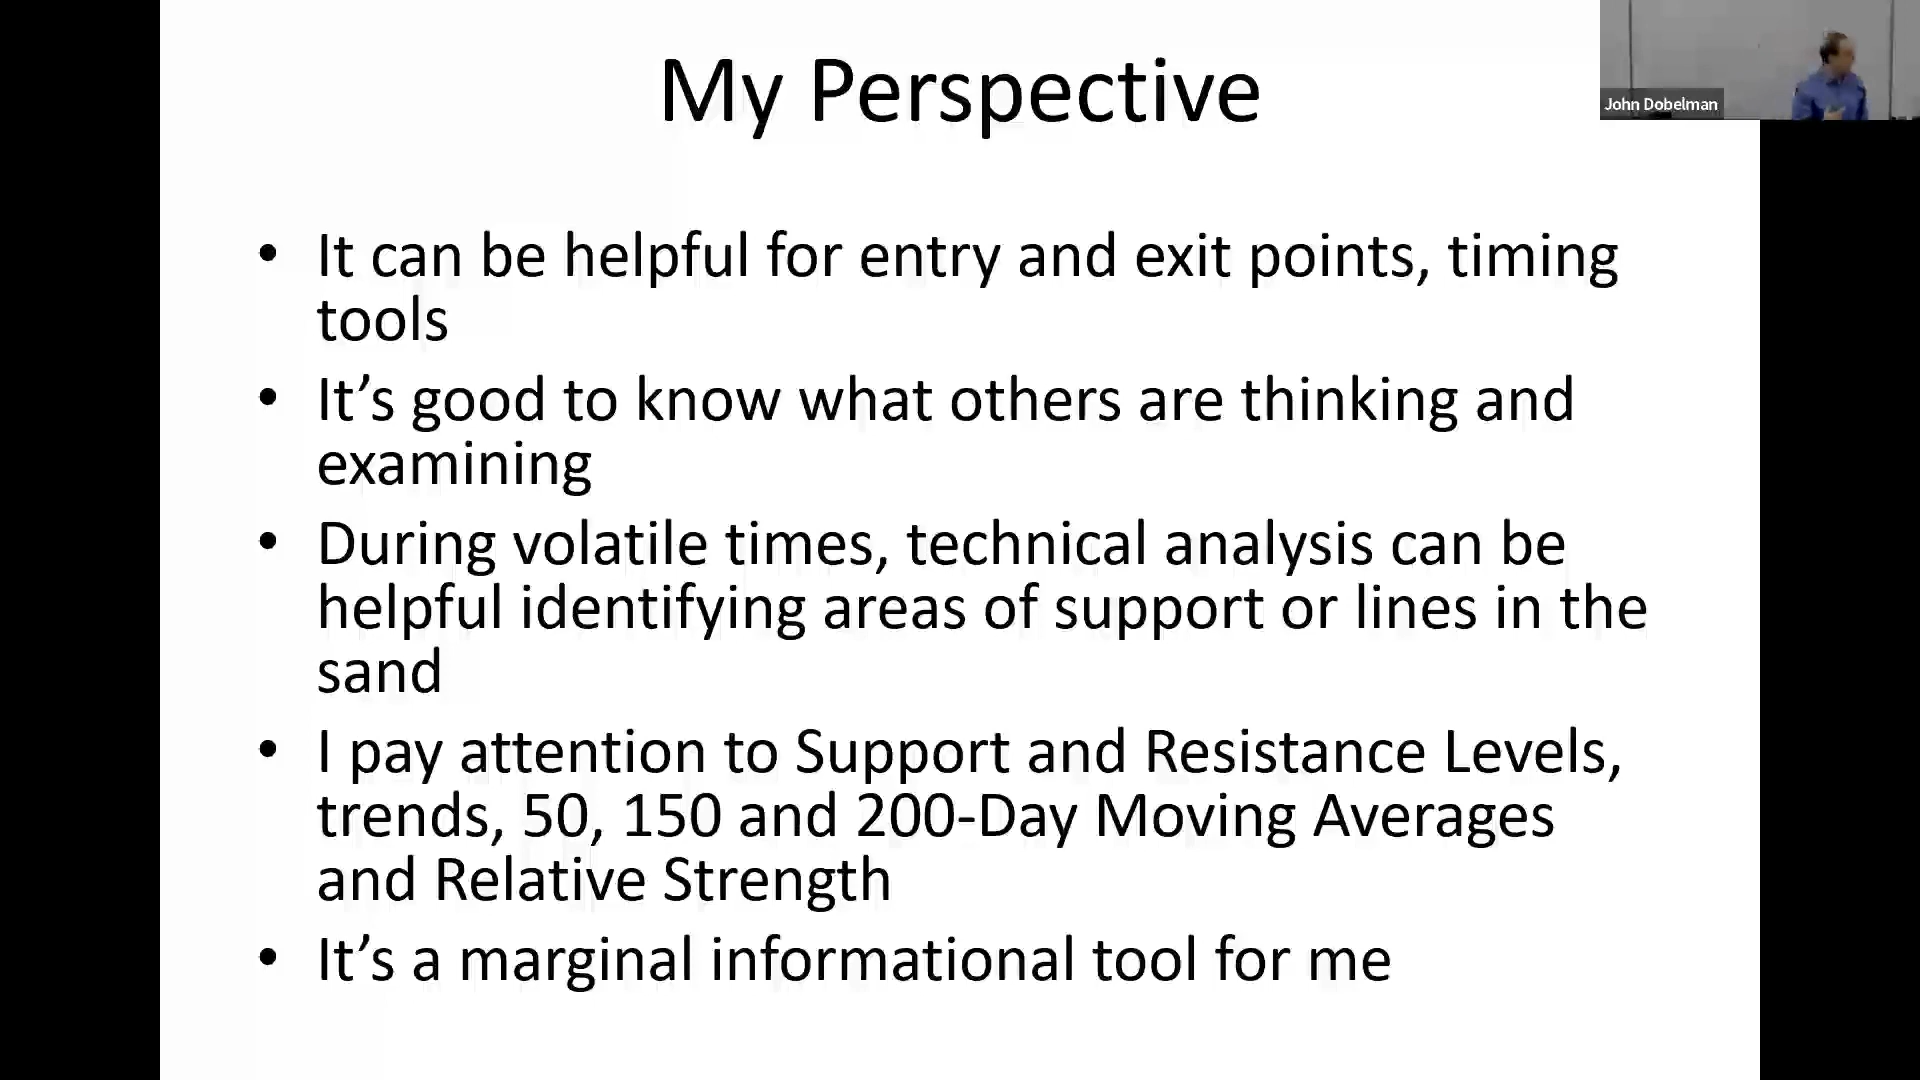 My Perspective
John Dobelman
• It can be helpful for entry and exit points, timing
tools
• It’s good to know what others are thinking and
examining
• During volatile times, technical analysis can be
helpful identifying areas of support or lines in the
sand
• I pay attention to Support and Resistance Levels,
trends, 50, 150 and 200-Day Moving Averages
and Relative Strength
• It’s a marginal informational tool for me